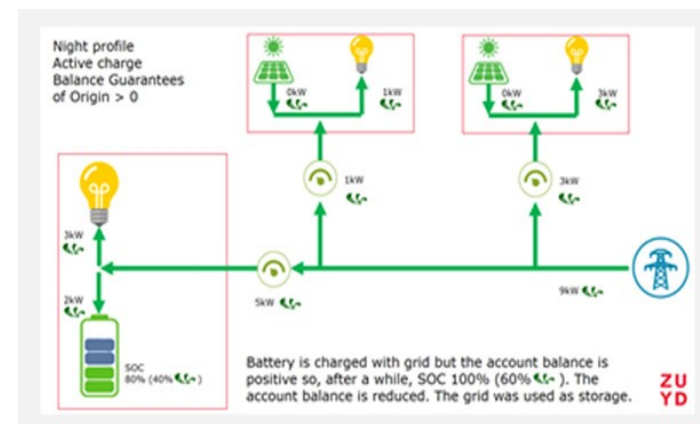 Night profile
Active charge
Balance Guarantees
of Origin > 0
0kW
1kW
0kW
3kW
1kW
3kW
3kW
2kW
5kW
9kW
SOC
80% (40% )
Battery is charged with grid but the account balance is
positive so, after a while, SOC 100% (60% ). The
account balance is reduced. The grid was used as storage.
ZU
YD